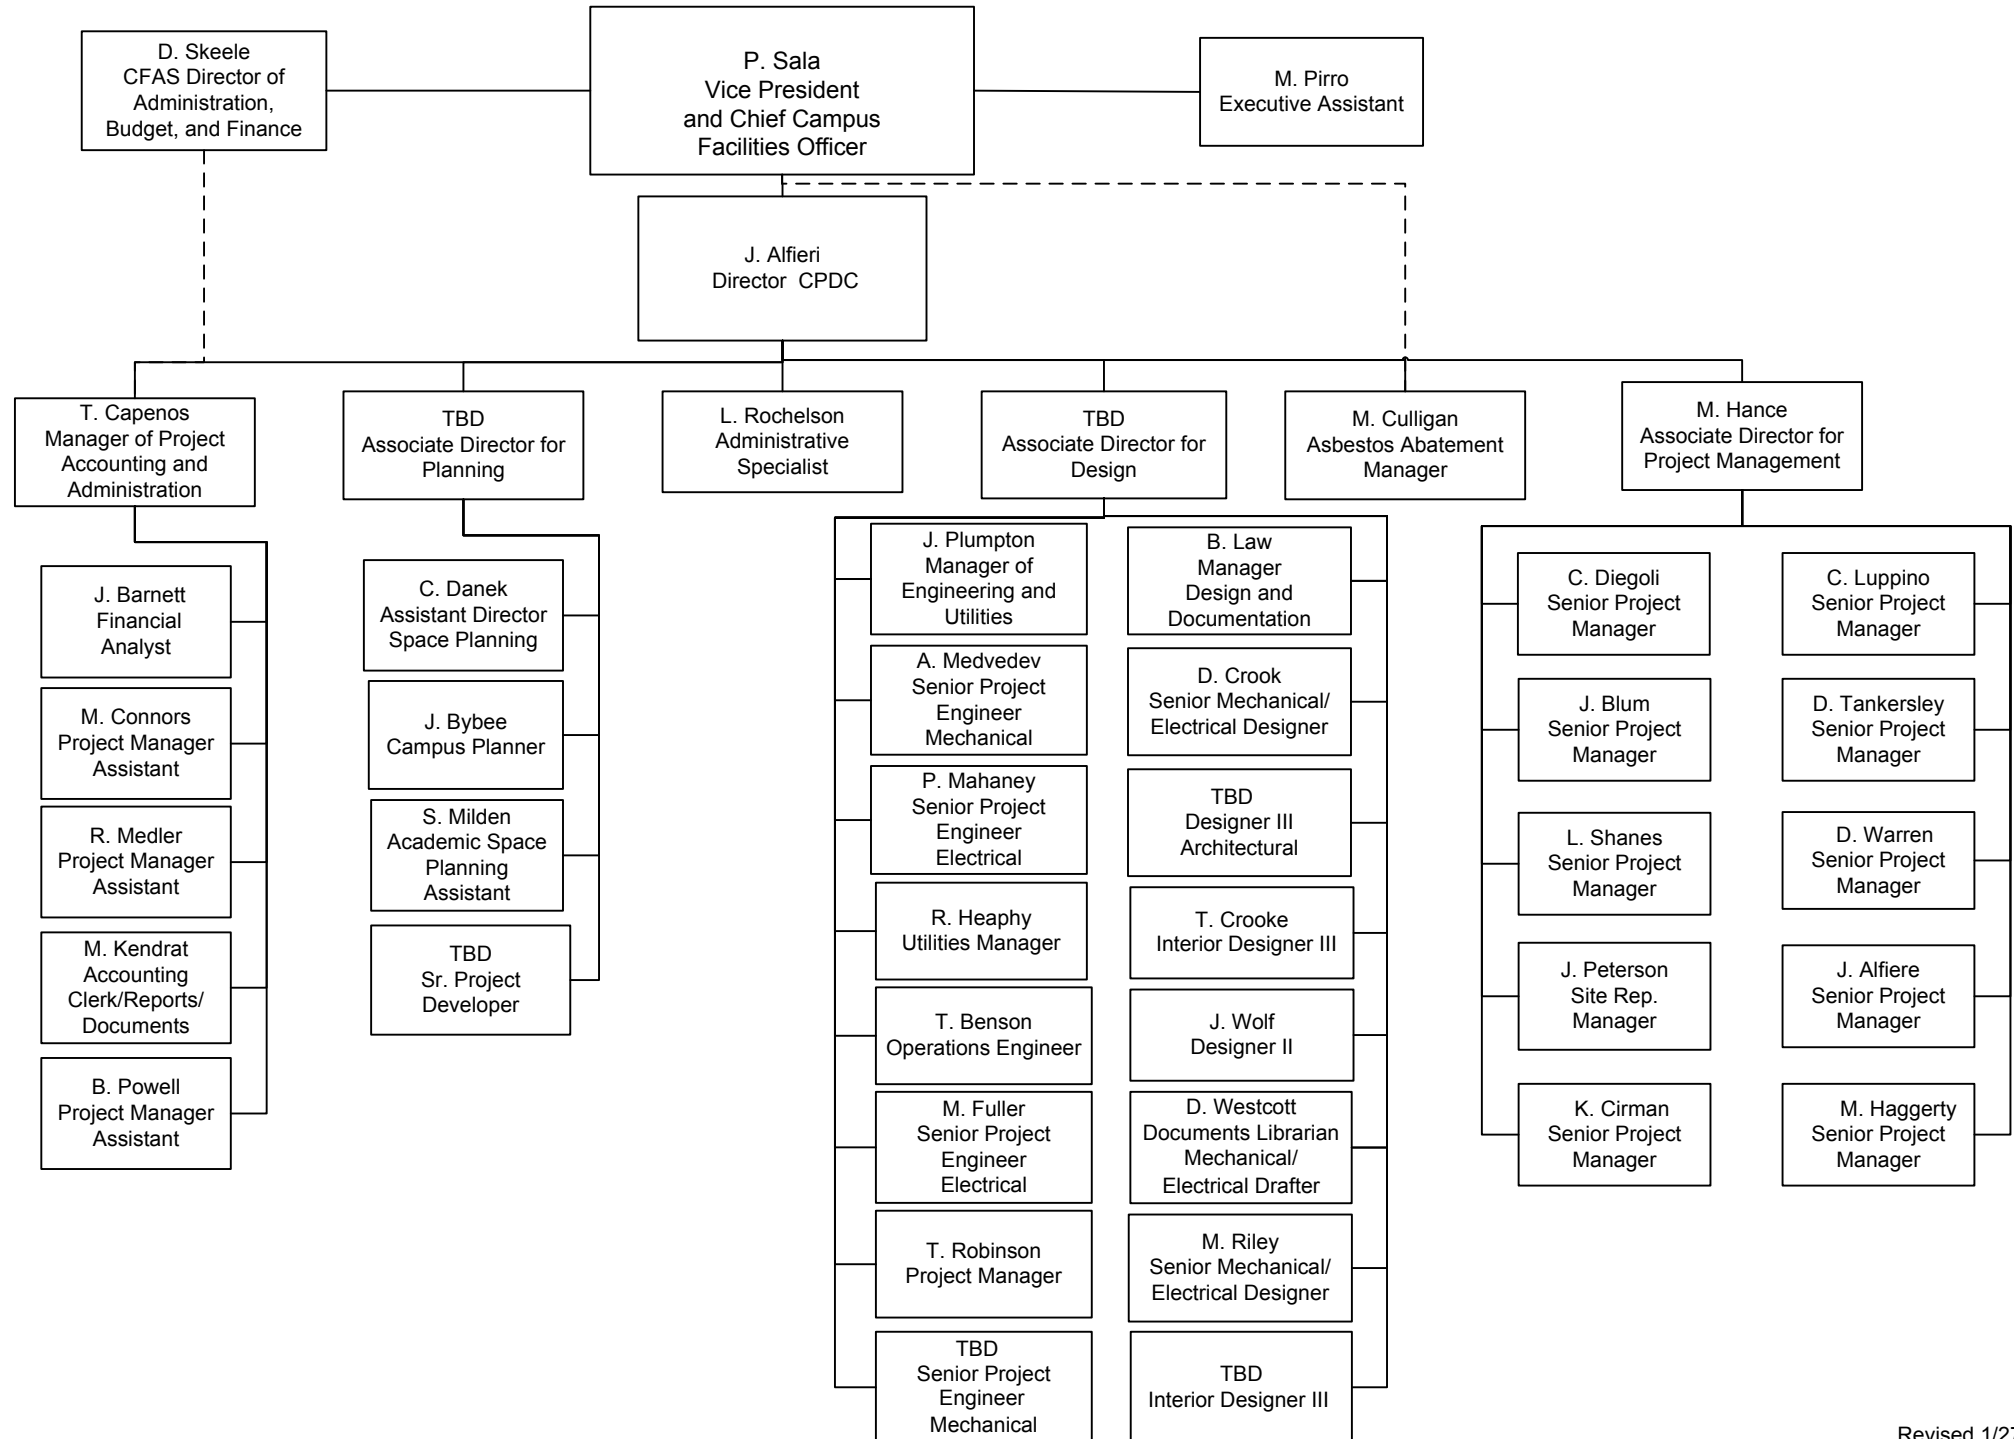 D. Skeele
CFAS Director of
Administration,
Budget, and Finance
P. Sala
Vice President
and Chief Campus
Facilities Officer
M. Pirro
Executive Assistant
J. Alfieri
Director CPDC
T. Capenos
Manager of Project
Accounting and
Administration
TBD
Associate Director for
Planning
L. Rochelson
Administrative
Specialist
TBD
Associate Director for
Design
M. Culligan
Asbestos Abatement
Manager
M. Hance
Associate Director for
Project Management
J. Barnett
Financial
Analyst
M. Connors
Project Manager
Assistant
R. Medler
Project Manager
Assistant
M. Kendrat
Accounting
Clerk/Reports/
Documents
B. Powell
Project Manager
Assistant
C. Danek
Assistant Director
Space Planning
J. Bybee
Campus Planner
S. Milden
Academic Space
Planning
Assistant
TBD
Sr. Project
Developer
J. Plumpton
Manager of
Engineering and
Utilities
A. Medvedev
Senior Project
Engineer
Mechanical
P. Mahaney
Senior Project
Engineer
Electrical
R. Heaphy
Utilities Manager
T. Benson
Operations Engineer
M. Fuller
Senior Project
Engineer
Electrical
T. Robinson
Project Manager
TBD
Senior Project
Engineer
Mechanical
B. Law
Manager
Design and
Documentation
D. Crook
Senior Mechanical/
Electrical Designer
TBD
Designer III
Architectural
T. Crooke
Interior Designer III
J. Wolf
Designer II
D. Westcott
Documents Librarian
Mechanical/
Electrical Drafter
M. Riley
Senior Mechanical/
Electrical Designer
TBD
Interior Designer III
C. Diegoli
Senior Project
Manager
J. Blum
Senior Project
Manager
L. Shanes
Senior Project
Manager
J. Peterson
Site Rep.
Manager
K. Cirman
Senior Project
Manager
C. Luppino
Senior Project
Manager
D. Tankersley
Senior Project
Manager
D. Warren
Senior Project
Manager
J. Alfiere
Senior Project
Manager
M. Haggerty
Senior Project
Manager
Revised